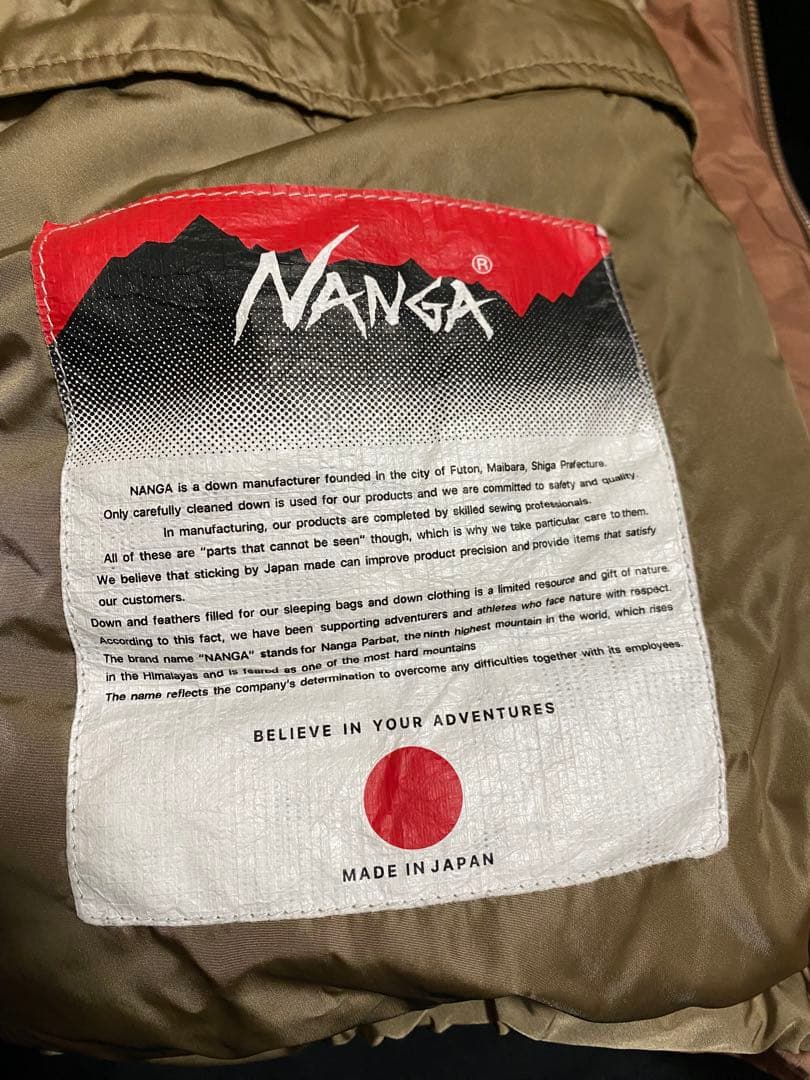 NANGA®
NANGA is a down manufacturer founded in the city of Futon, Maibara, Shiga Prefecture.
Only carefully cleaned down is used for our products and we are committed to safety and quality.
In manufacturing, our products are completed by skilled sewing professionals.
All of these are "parts that cannot be seen" though, which is why we take particular care to them.
We believe that sticking by Japan made can improve product precision and provide items that satisfy
our customers.
Down and feathers filled for our sleeping bags and down clothing is a limited resource and gift of nature.
According to this fact, we have been supporting adventurers and athletes who face nature with respect.
The brand name "NANGA" stands for Nanga Parbat, the ninth highest mountain in the world, which rises
in the Himalayas and is feared as one of the most hard mountains
The name reflects the company's determination to overcome any difficulties together with its employees.
BELIEVE IN YOUR ADVENTURES
MADE IN JAPAN